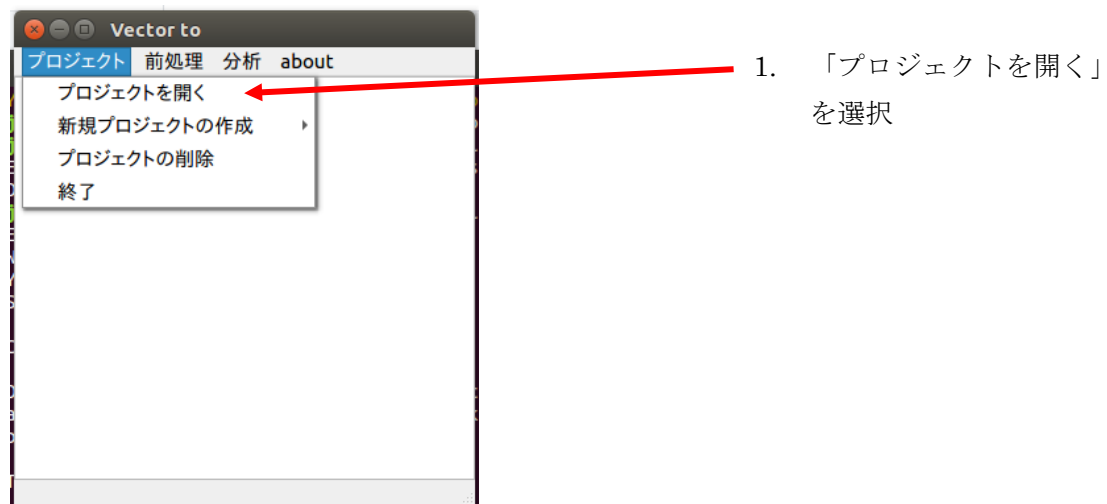 Vector to
プロジェクト 前処理 分析 about
プロジェクトを開く
新規プロジェクトの作成
プロジェクトの削除
終了
1. 「プロジェクトを開く」
を選択